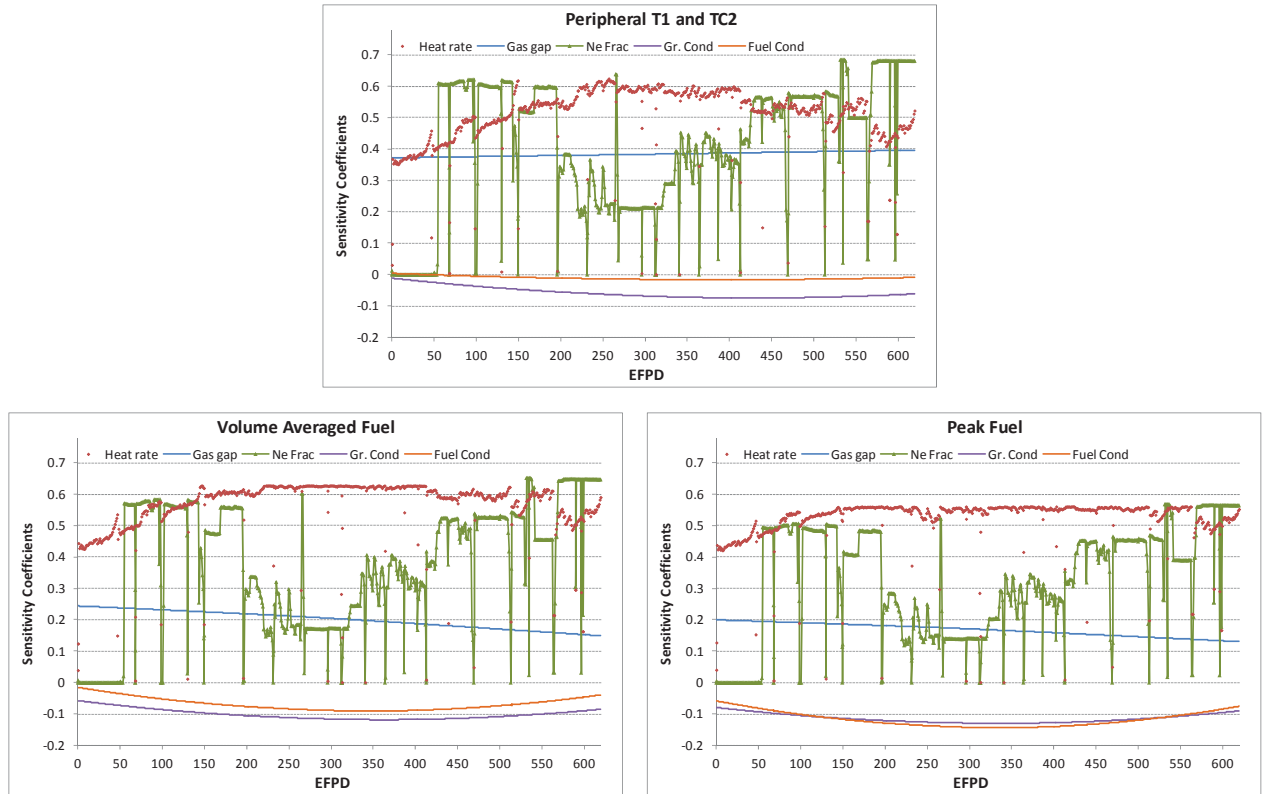 Peripheral T1 and TC2
Heat rate Gas gap Ne Frac Gr. Cond Fuel Cond
Sensitivity Coefficients
0.7
0.6
0.5
0.4
0.3
0.2
0.1
0
-0.1
-0.2
0 50 100 150 200 250 300 350 400 450 500 550 600
EFPD
Volume Averaged Fuel
Heat rate Gas gap Ne Frac Gr. Cond Fuel Cond
Sensitivity Coefficients
0.7
0.6
0.5
0.4
0.3
0.2
0.1
0
-0.1
-0.2
0 50 100 150 200 250 300 350 400 450 500 550 600
EFPD
Peak Fuel
Heat rate Gas gap Ne Frac Gr. Cond Fuel Cond
Sensitivity Coefficients
0.7
0.6
0.5
0.4
0.3
0.2
0.1
0
-0.1
-0.2
0 50 100 150 200 250 300 350 400 450 500 550 600
EFPD